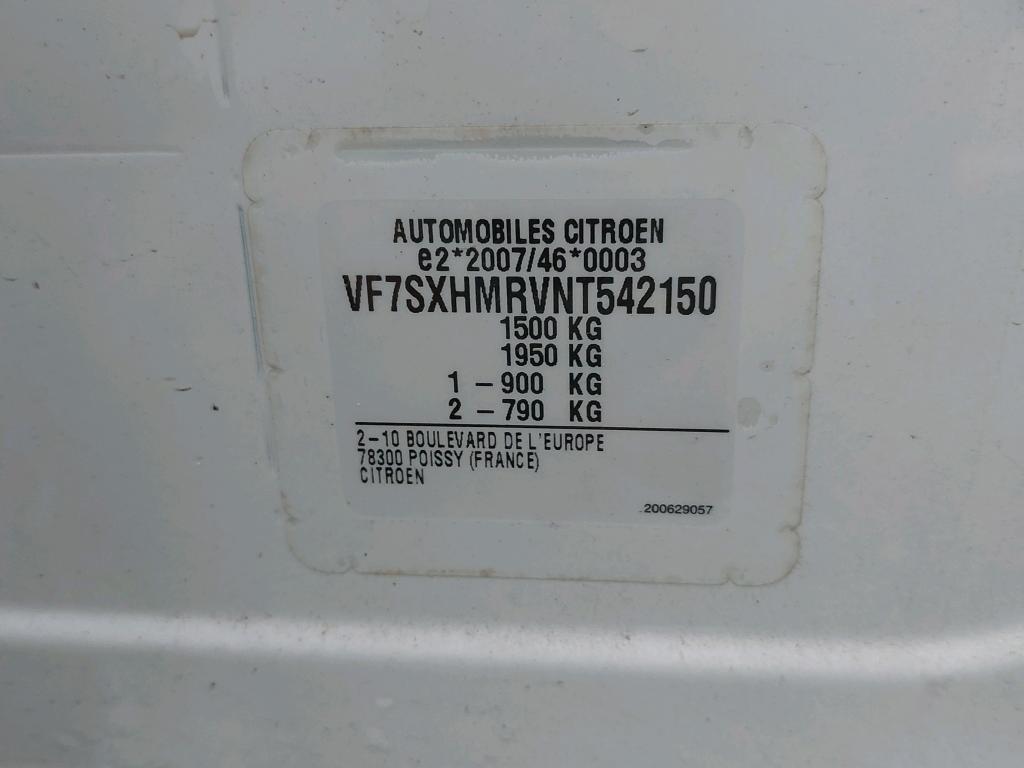 AUTOMOBILES CITROEN
e2*2007/46*0003
VF7SXHMRVNT542150
1500 KG
1950 KG
1 – 900 KG
2 – 790 KG
2–10 BOULEVARD DE L'EUROPE
78300 POISSY (FRANCE)
CITROEN
200629057